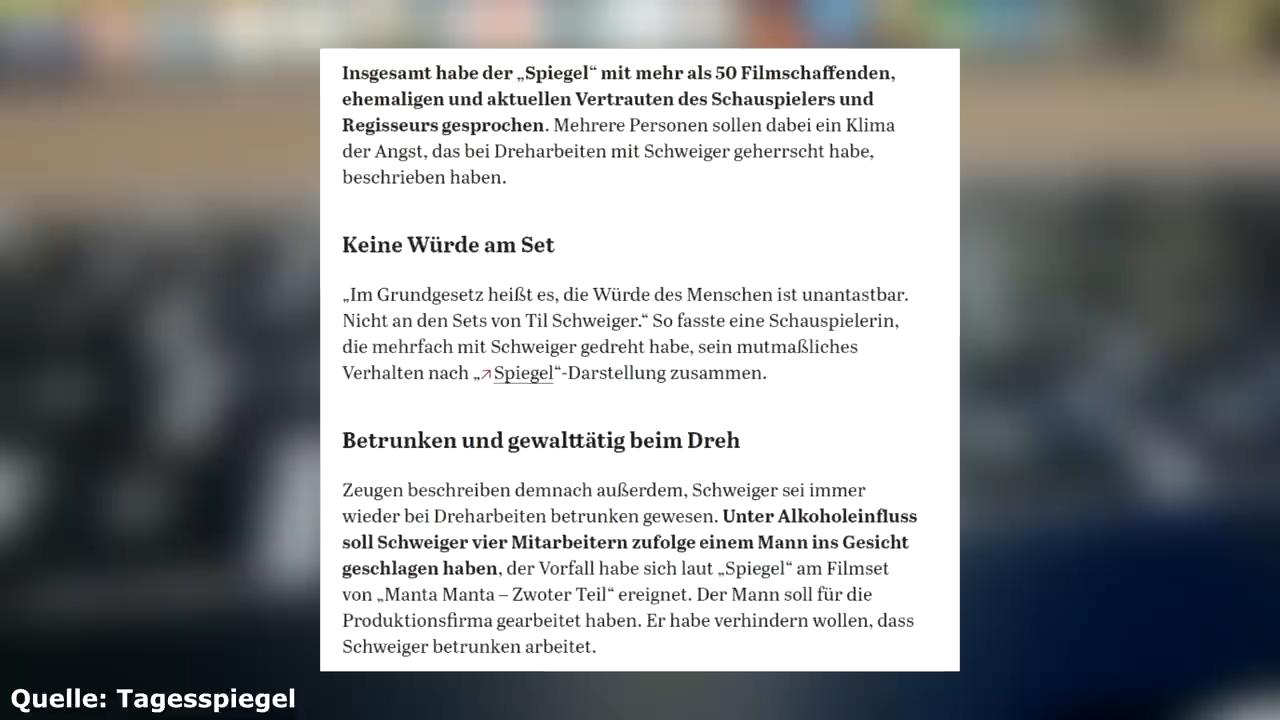 Insgesamt habe der „Spiegel“ mit mehr als 50 Filmschaffenden,
ehemaligen und aktuellen Vertrauten des Schauspielers und
Regisseurs gesprochen. Mehrere Personen sollen dabei ein Klima
der Angst, das bei Dreharbeiten mit Schweiger geherrscht habe,
beschrieben haben.
Keine Würde am Set
„Im Grundgesetz heißt es, die Würde des Menschen ist unantastbar.
Nicht an den Sets von Til Schweiger.“ So fasste eine Schauspielerin,
die mehrfach mit Schweiger gedreht habe, sein mutmaßliches
Verhalten nach „↗Spiegel“-Darstellung zusammen.
Betrunken und gewalttätig beim Dreh
Zeugen beschreiben demnach außerdem, Schweiger sei immer
wieder bei Dreharbeiten betrunken gewesen. Unter Alkoholeinfluss
soll Schweiger vier Mitarbeitern zufolge einem Mann ins Gesicht
geschlagen haben, der Vorfall habe sich laut „Spiegel“ am Filmset
von „Manta Manta – Zwoter Teil“ ereignet. Der Mann soll für die
Produktionsfirma gearbeitet haben. Er habe verhindern wollen, dass
Schweiger betrunken arbeitet.
Quelle: Tagesspiegel